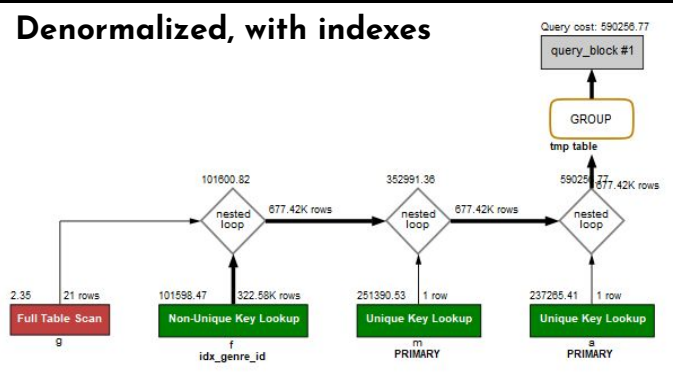 Denormalized, with indexes
Query cost: 590256.77
query_block #1
GROUP
tmp table
101600.82
352991.36
590256.77
677.42K rows
nested
loop
677.42K rows
nested
loop
677.42K rows
nested
loop
2.35
21 rows
101598.47
322.58K rows
251390.53
1 row
237265.41
1 row
Full Table Scan
Non-Unique Key Lookup
Unique Key Lookup
Unique Key Lookup
g
f
m
a
idx_genre_id
PRIMARY
PRIMARY